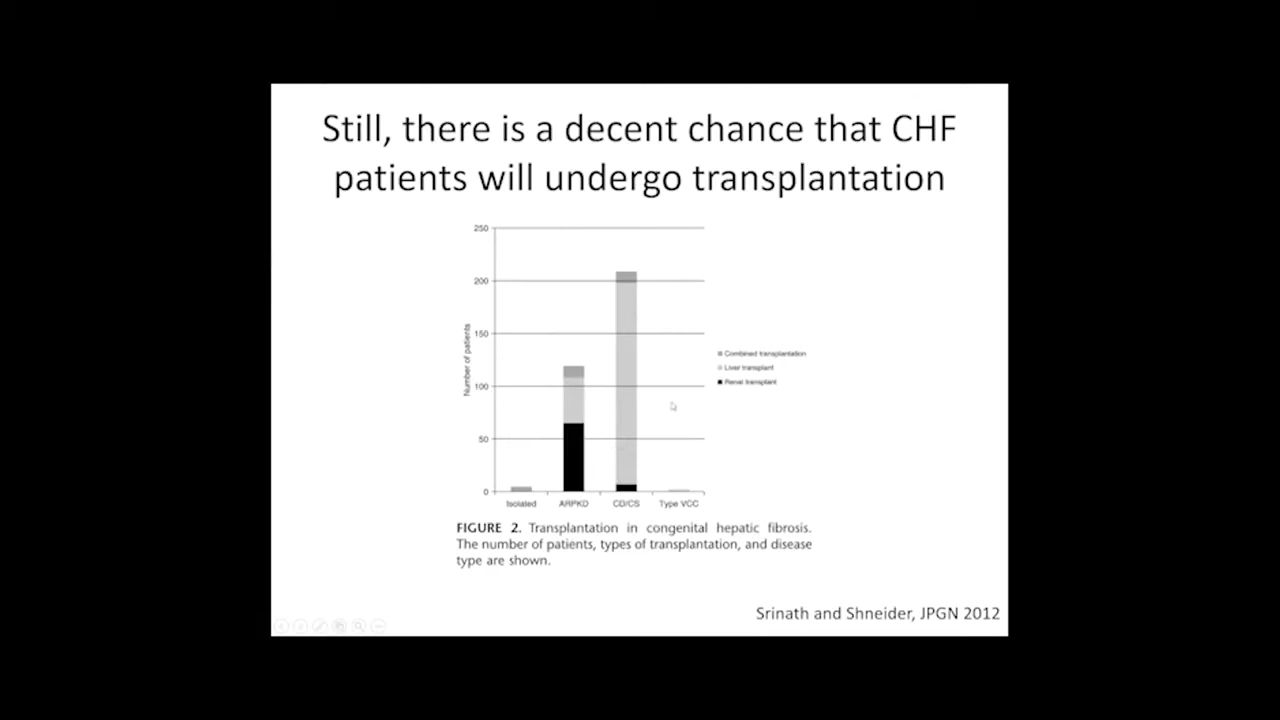 Still, there is a decent chance that CHF
patients will undergo transplantation
250
200
150
100
50
0
Number of patients
Isolated
ARPKD
CD/CS
Type VCC
Combined transplantation
Liver transplant
Renal transplant
FIGURE 2. Transplantation in congenital hepatic fibrosis.
The number of patients, types of transplantation, and disease
type are shown.
Srinath and Shneider, JPGN 2012